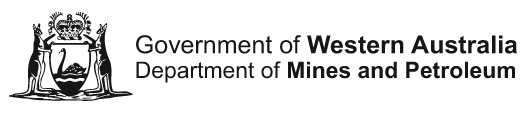 Government of Western Australia
Department of Mines and Petroleum